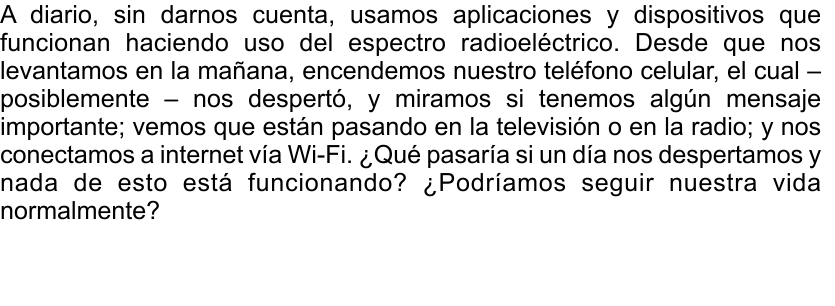 A diario, sin darnos cuenta, usamos aplicaciones y dispositivos que
funcionan haciendo uso del espectro radioeléctrico. Desde que nos
levantamos en la mañana, encendemos nuestro teléfono celular, el cual –
posiblemente – nos despertó, y miramos si tenemos algún mensaje
importante; vemos que están pasando en la televisión o en la radio; y nos
conectamos a internet vía Wi-Fi. ¿Qué pasaría si un día nos despertamos y
nada de esto está funcionando? ¿Podríamos seguir nuestra vida
normalmente?